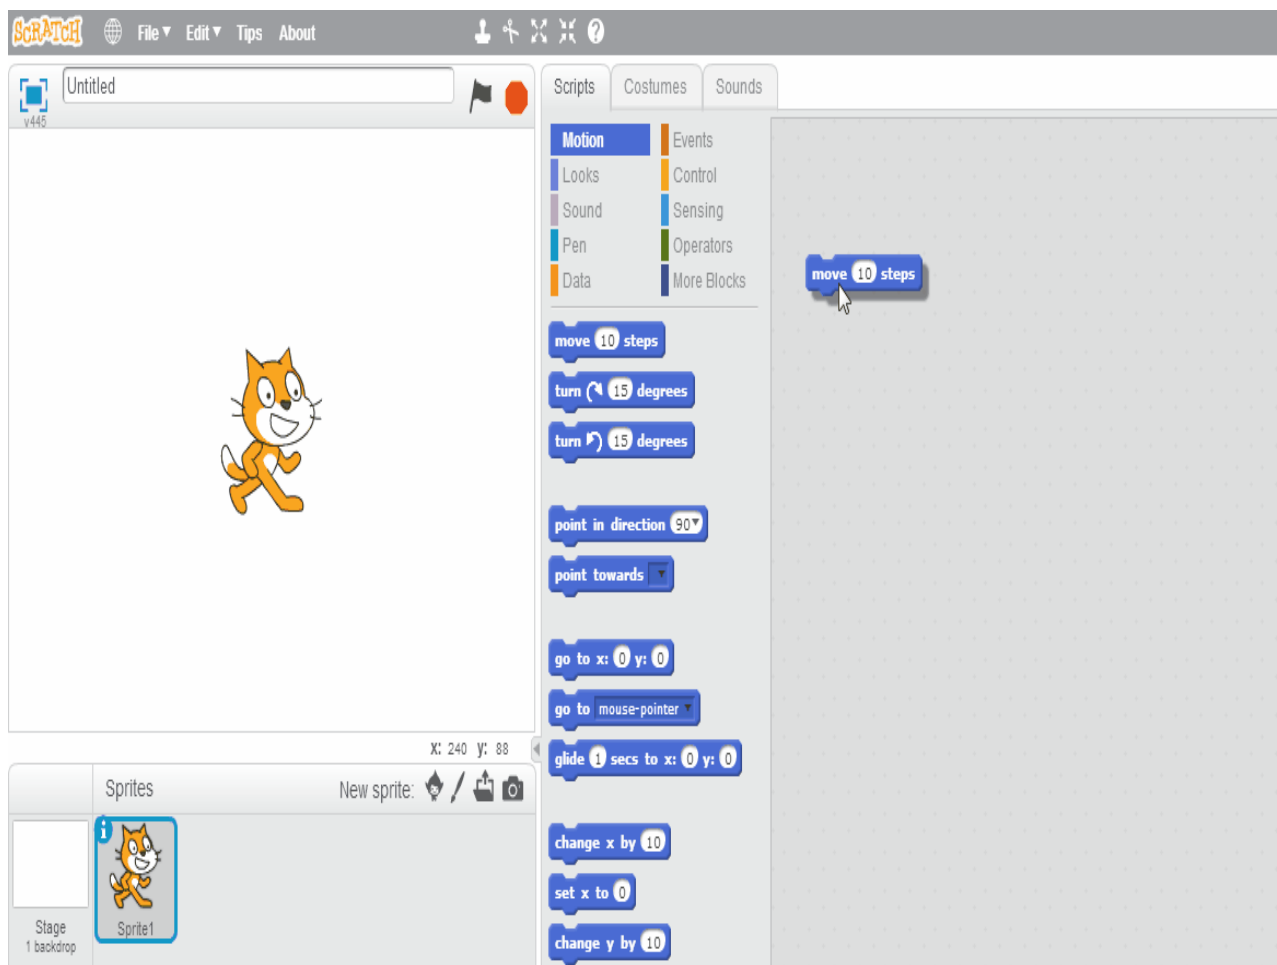 SCRATCH File Edit Tips About
Untitled
v445
Scripts Costumes Sounds
Motion Events
Looks Control
Sound Sensing
Pen Operators
Data More Blocks
move 10 steps
move 10 steps
turn 15 degrees
turn 15 degrees
point in direction 90
point towards
go to x: 0 y: 0
go to mouse-pointer
glide 1 secs to x: 0 y: 0
change x by 10
set x to 0
change y by 10
x: 240 y: 88
Sprites New sprite:
Stage
1 backdrop
Sprite1